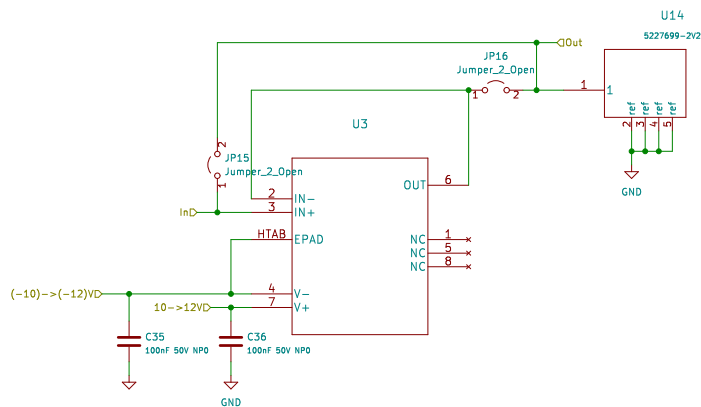 U14
5227699-2V2
Out
JP16
Jumper_2_Open
1 2
1 1
ref ref ref ref
2 3 4 5
GND
U3
2
JP15
Jumper_2_Open
1
OUT 6
2 IN-
In 3 IN+
HTAB EPAD
NC 1
NC 5
NC 8
(-10)->(-12)V 4 V-
10->12V 7 V+
C35
100nF 50V NP0
C36
100nF 50V NP0
GND